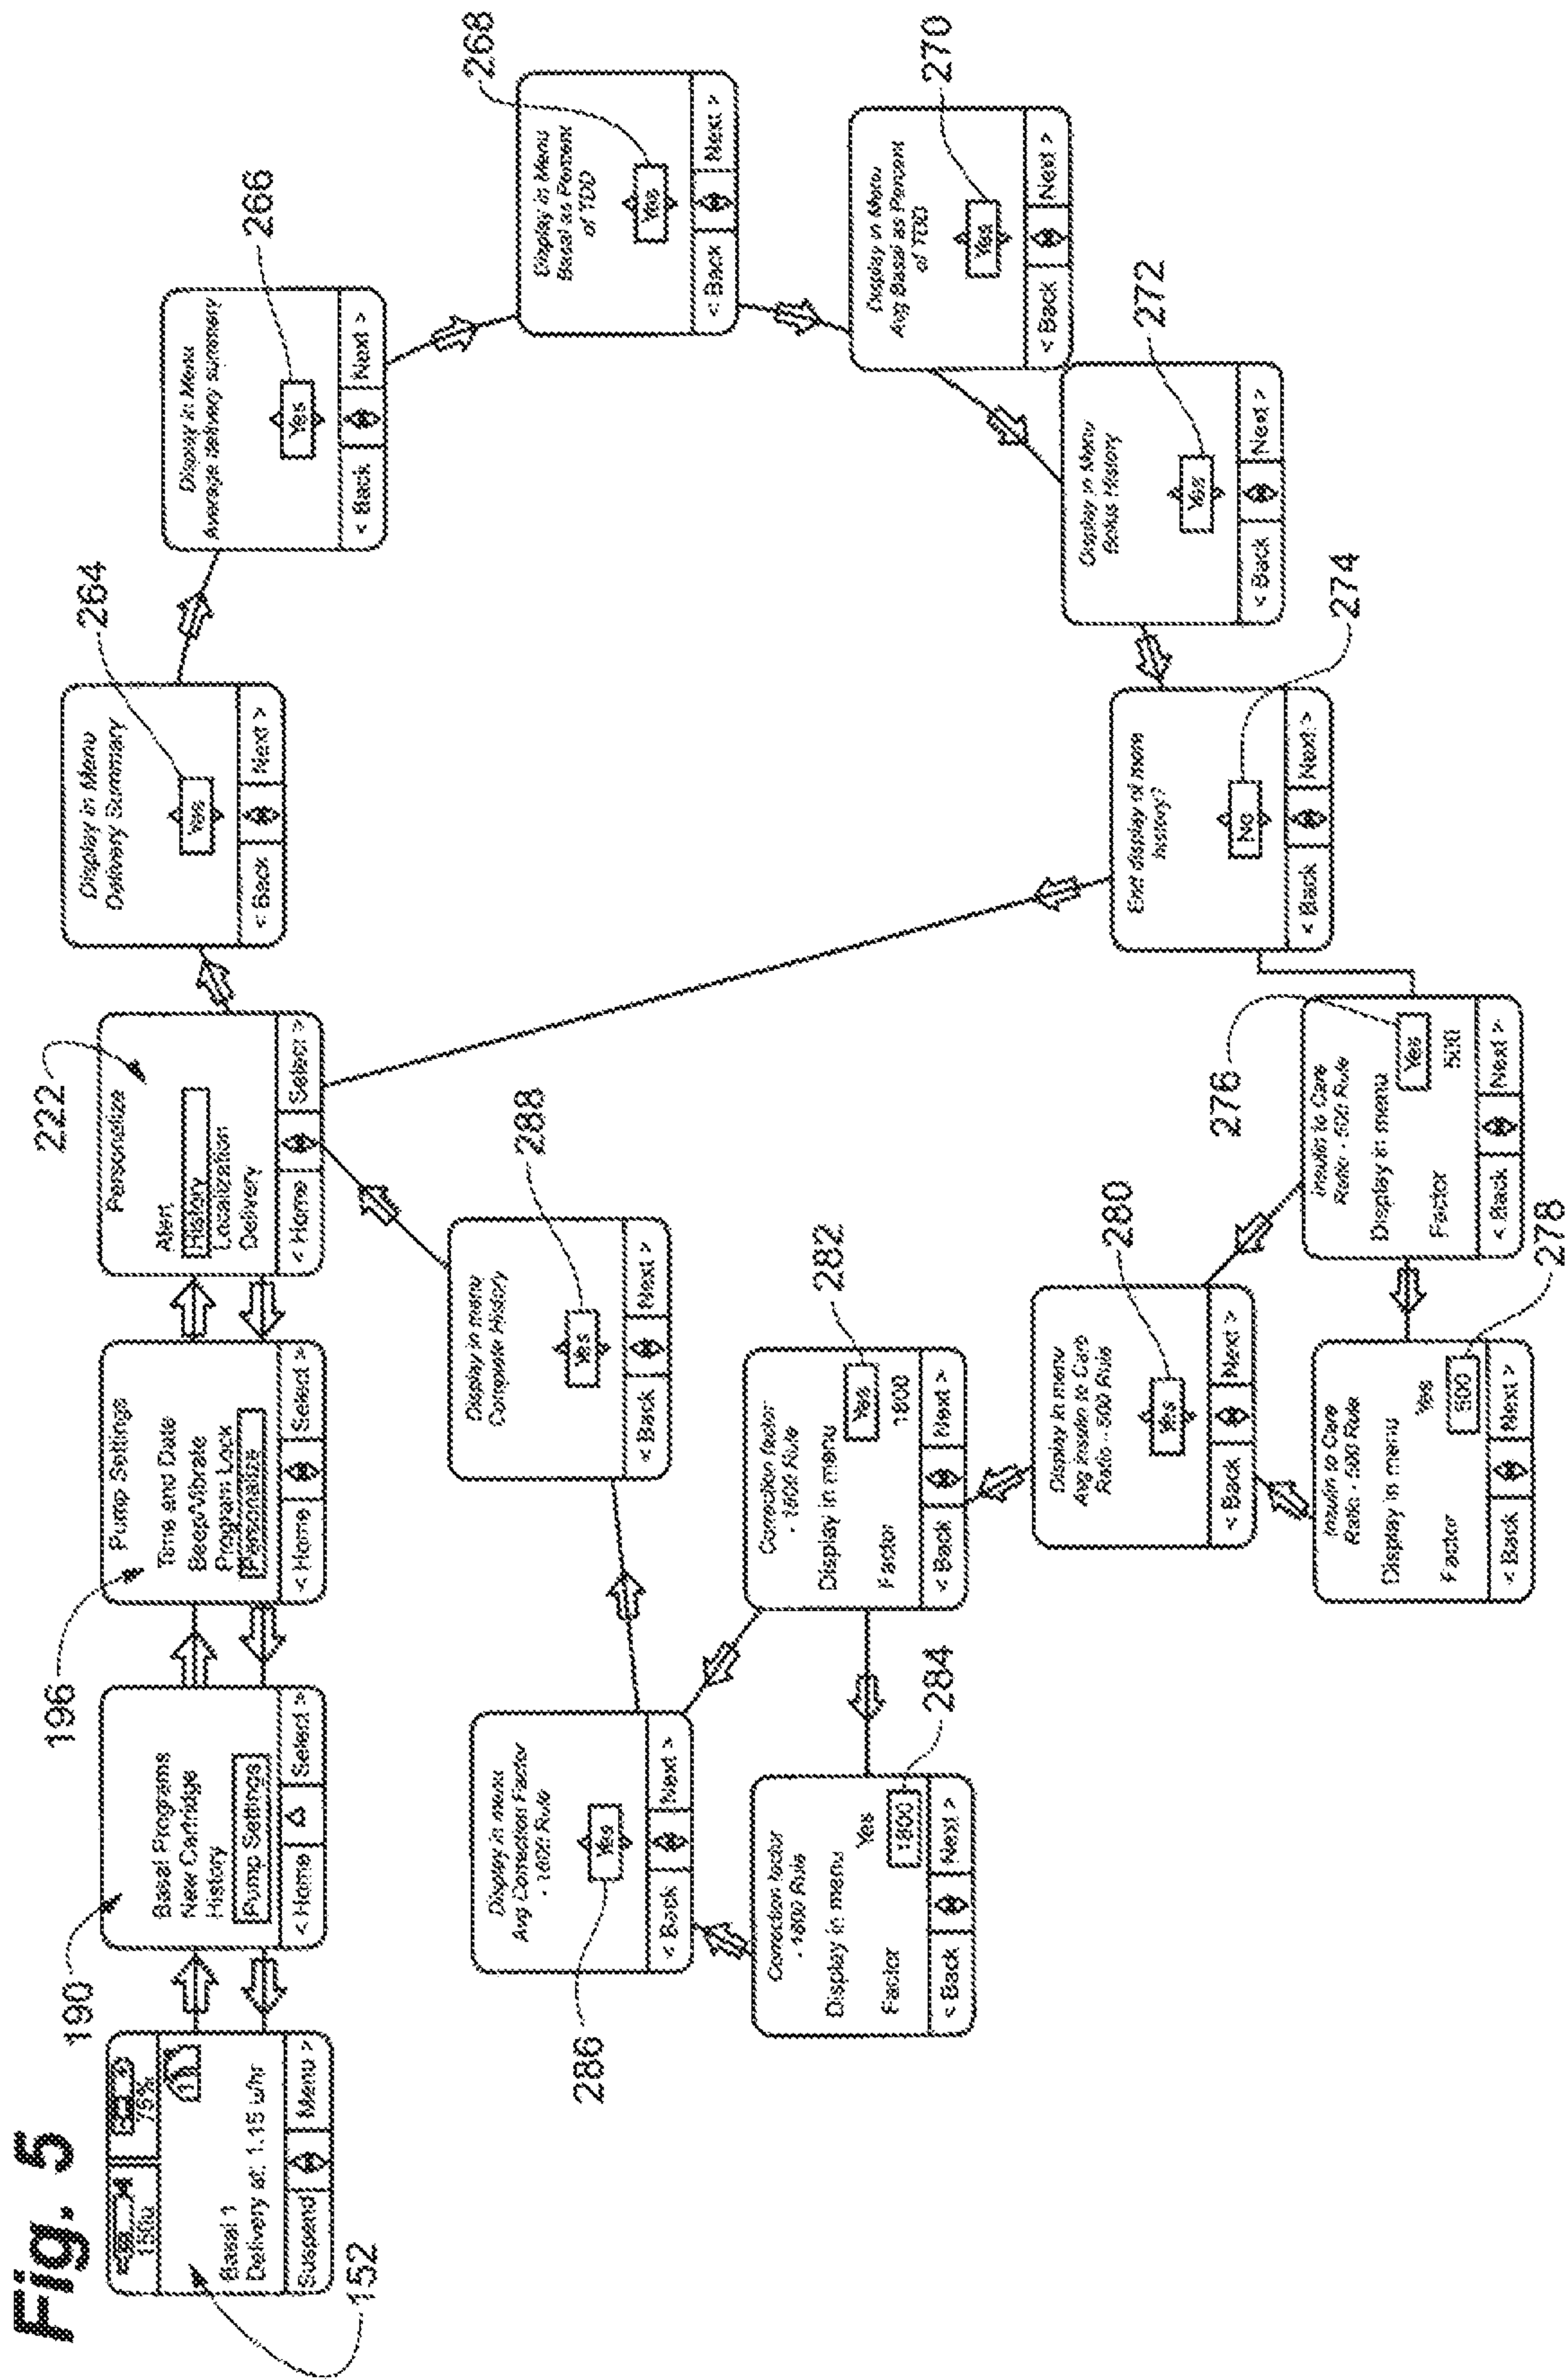 Fig. 5
150u
75%
1
Basal 1
Delivery at: 1.15 u/hr
Suspend
Menu >
152
190
Basal Programs
New Cartridge
History
Pump Settings
< Home
Select >
196
Pump Settings
Time and Date
Beep/Vibrate
Program Lock
Personalize
< Home
Select >
222
Personalize
Alert
History
Localization
Delivery
< Home
Select >
Display in Menu
Delivery Summary
Yes
< Back
Next >
264
Display in Menu
Average delivery summary
Yes
< Back
Next >
266
Display in Menu
Basal as Percent
of TDD
Yes
< Back
Next >
268
Display in Menu
Avg Basal as Percent
of TDD
Yes
< Back
Next >
270
Display in Menu
Bolus History
Yes
< Back
Next >
272
End display of more
history?
No
< Back
Next >
274
Insulin to Care
Ratio - 500 Rule
Display in menu
Yes
Factor
500
< Back
Next >
276
Insulin to Care
Ratio - 500 Rule
Display in menu
Yes
Factor
500
< Back
Next >
278
Display in menu
Avg Insulin to Carb
Ratio - 500 Rule
Yes
< Back
Next >
280
Correction factor
- 1800 Rule
Display in menu
Yes
Factor
1800
< Back
Next >
282
Correction factor
- 1800 Rule
Display in menu
Yes
Factor
1800
< Back
Next >
284
Display in menu
Avg Correction Factor
- 1800 Rule
Yes
< Back
Next >
286
Display in menu
Complete History
Yes
< Back
Next >
288